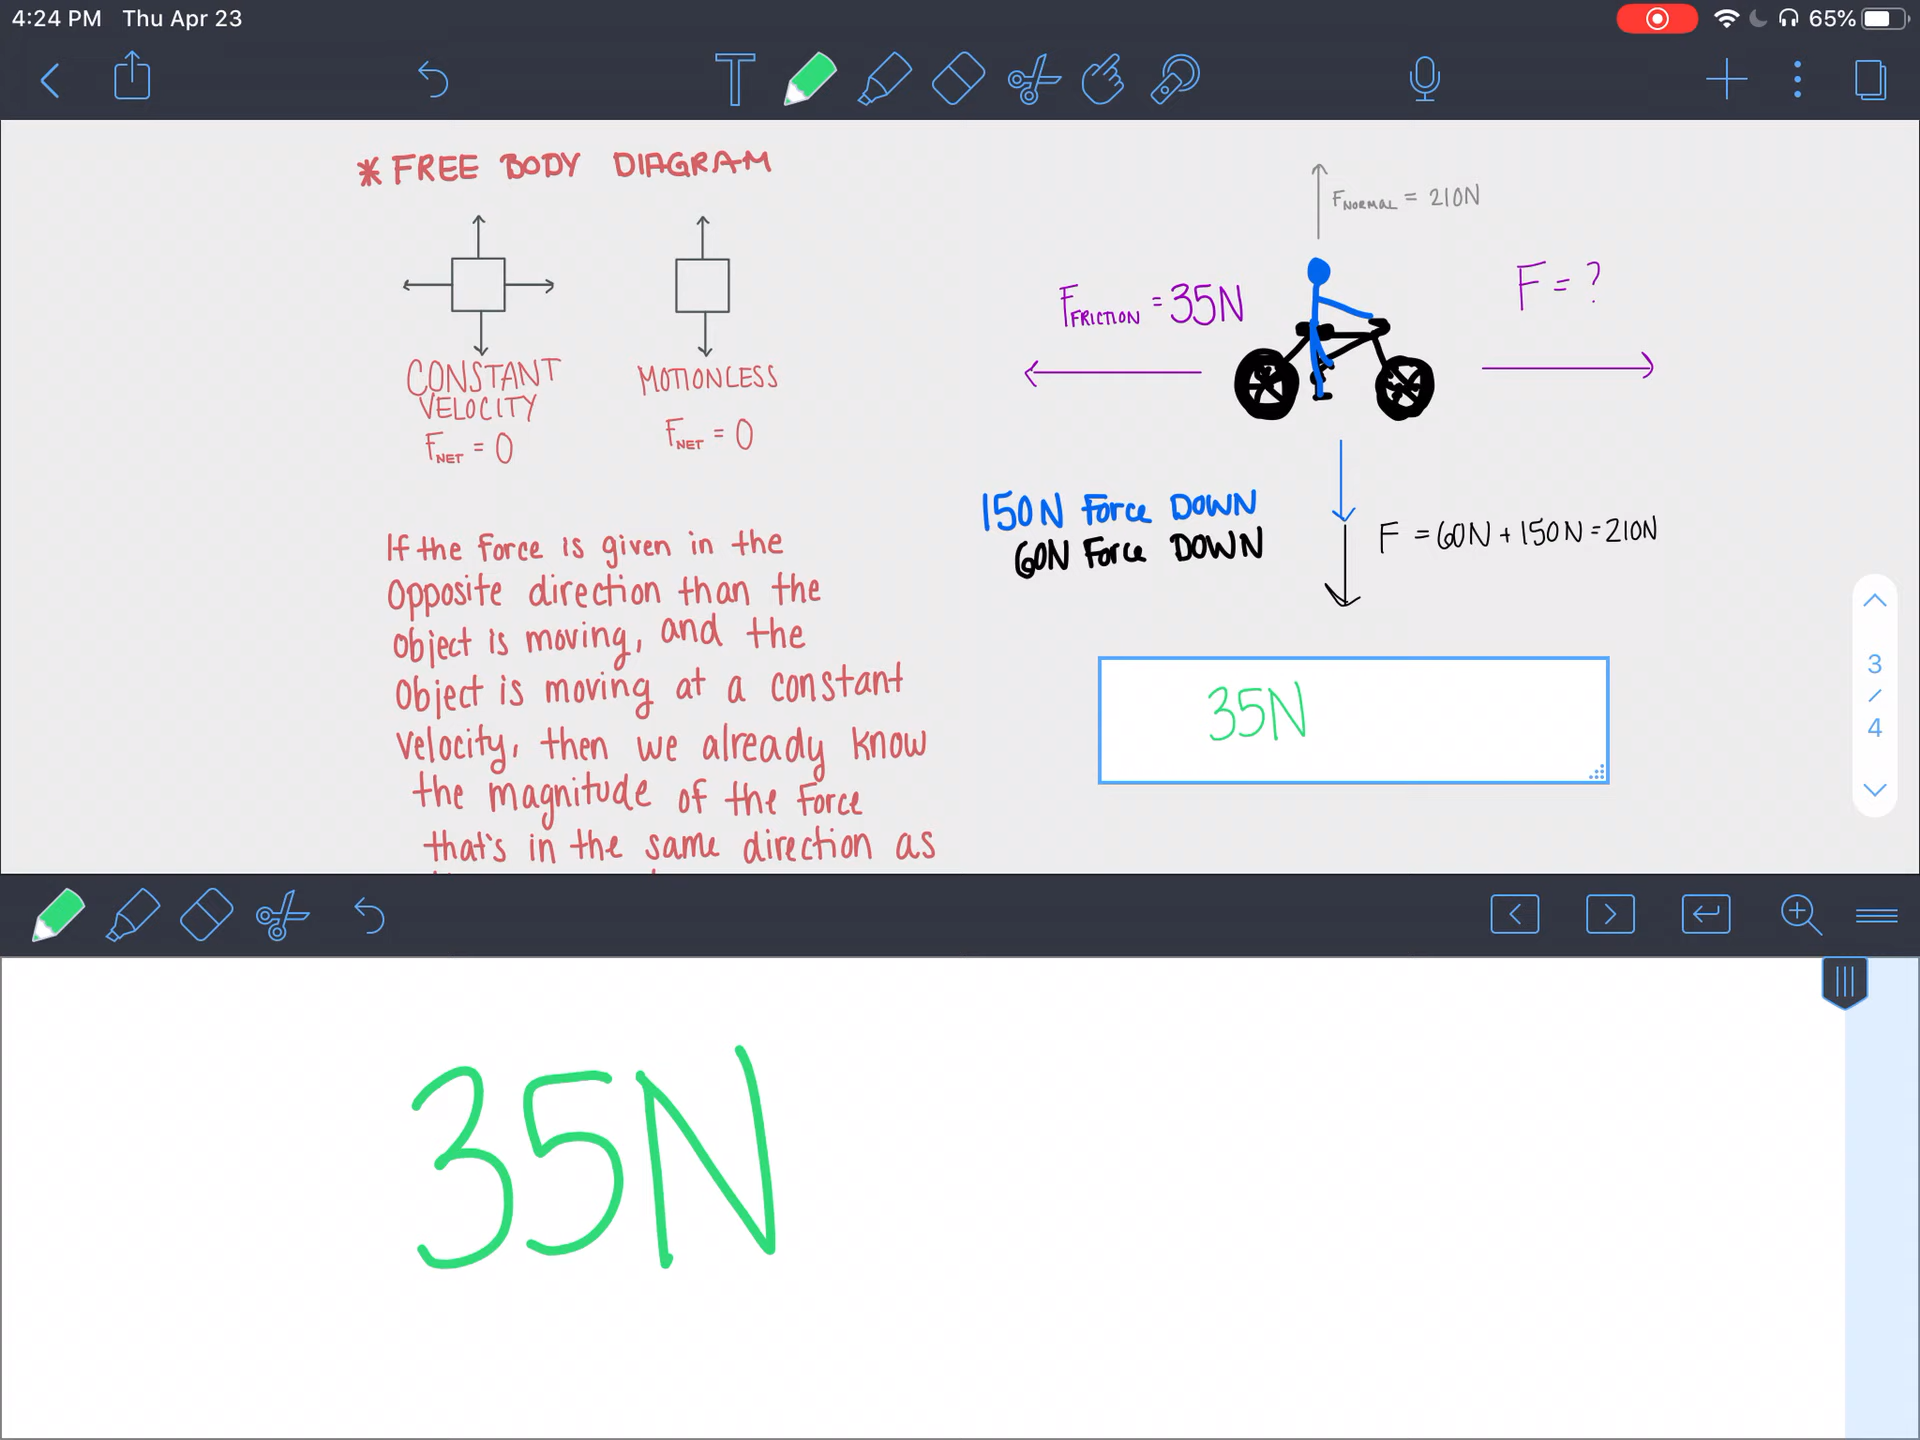 4:24 PM Thu Apr 23
65%
* FREE BODY DIAGRAM
CONSTANT
VELOCITY
FNET = 0
MOTIONLESS
FNET = 0
If the Force is given in the
Opposite direction than the
Object is moving, and the
Object is moving at a constant
Velocity, then we already know
the magnitude of the Force
that's in the same direction as
FNORMAL = 210N
FFRICTION = 35N
F = ?
150N Force DOWN
60N Force DOWN
F = 60N + 150N = 210N
35N
3
/
4
35N